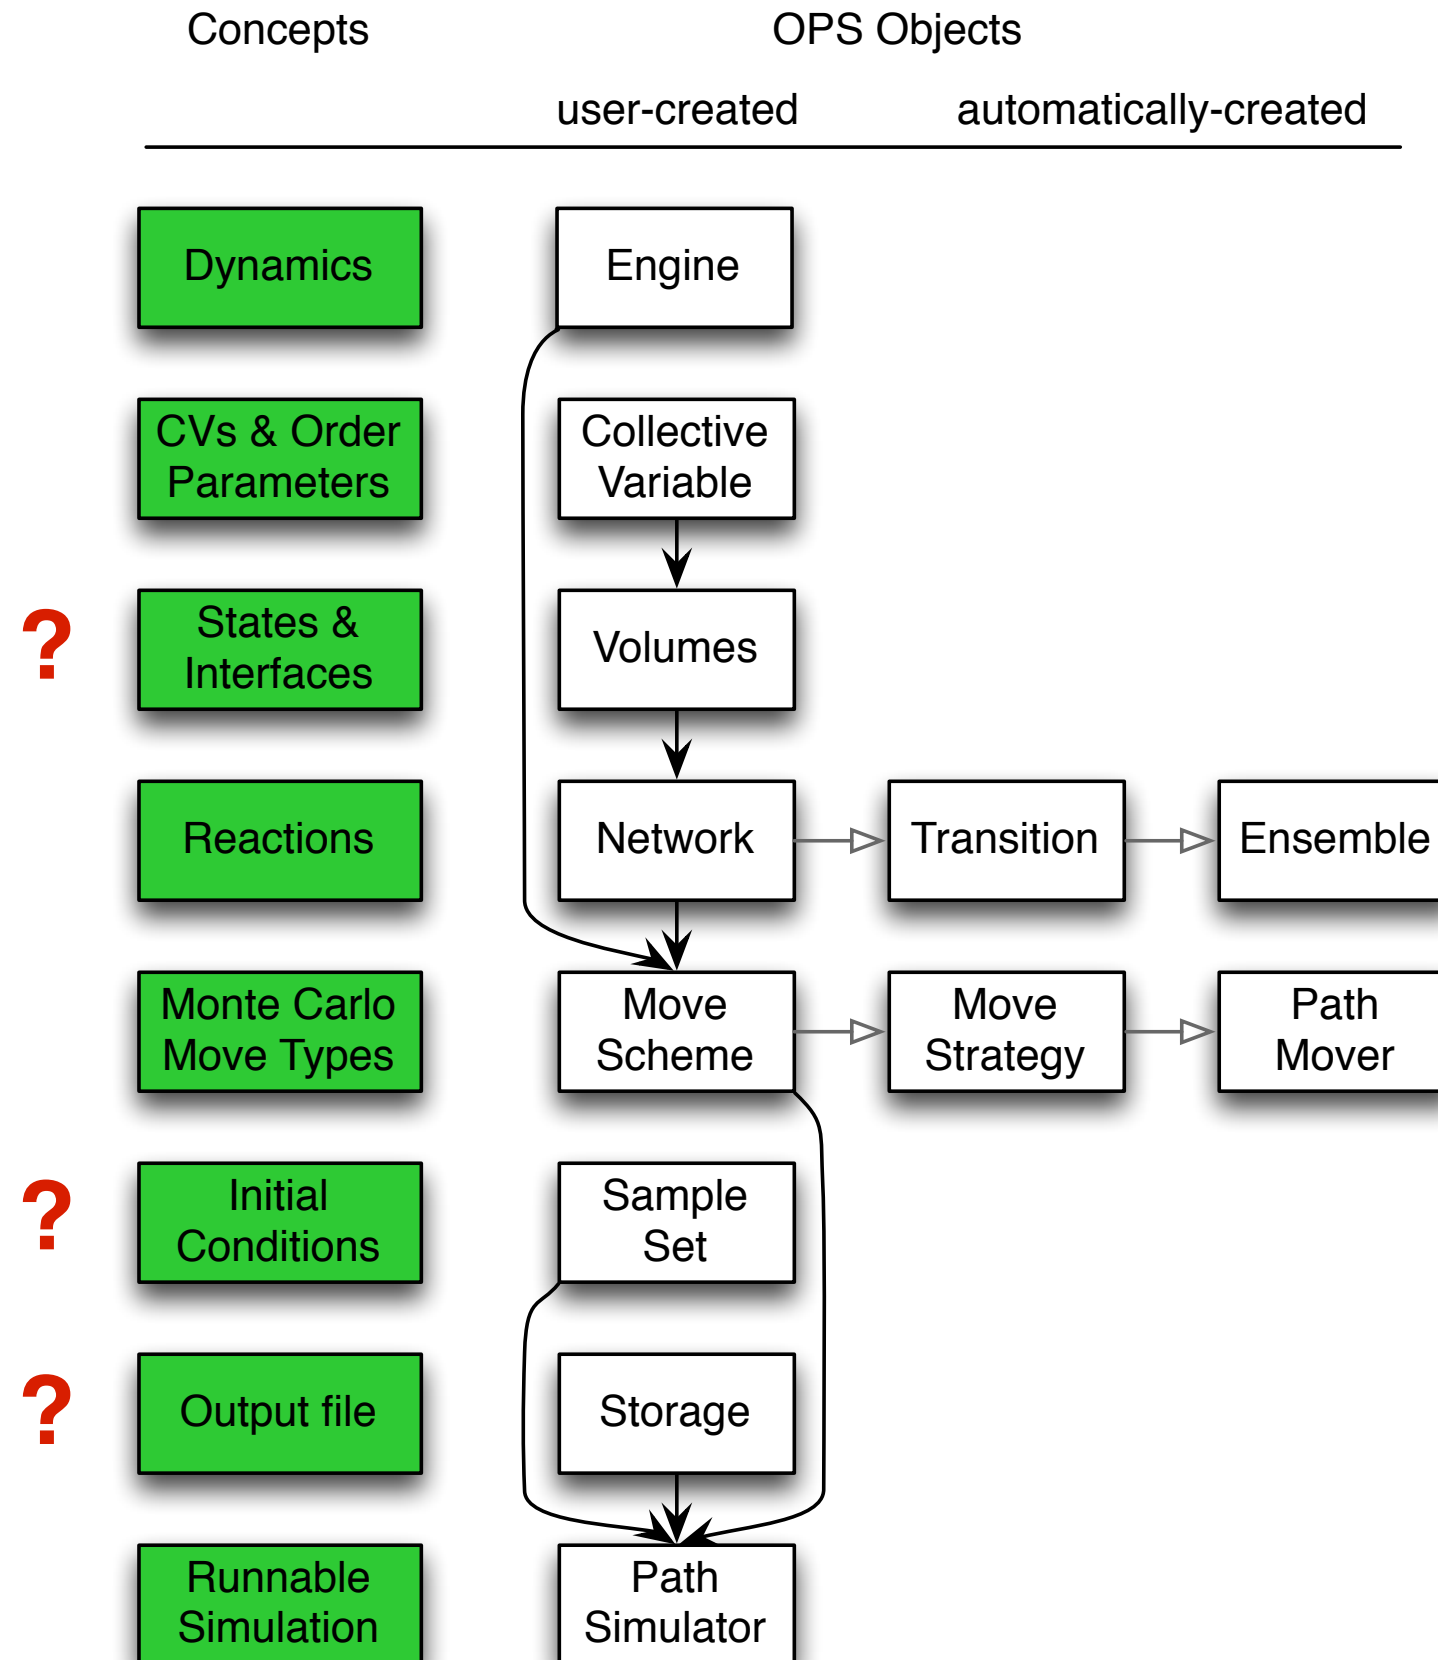 Concepts
OPS Objects
user-created
automatically-created
Dynamics
Engine
CVs & Order
Parameters
Collective
Variable
?
States &
Interfaces
Volumes
Reactions
Network
Transition
Ensemble
Monte Carlo
Move Types
Move
Scheme
Move
Strategy
Path
Mover
?
Initial
Conditions
Sample
Set
?
Output file
Storage
Runnable
Simulation
Path
Simulator